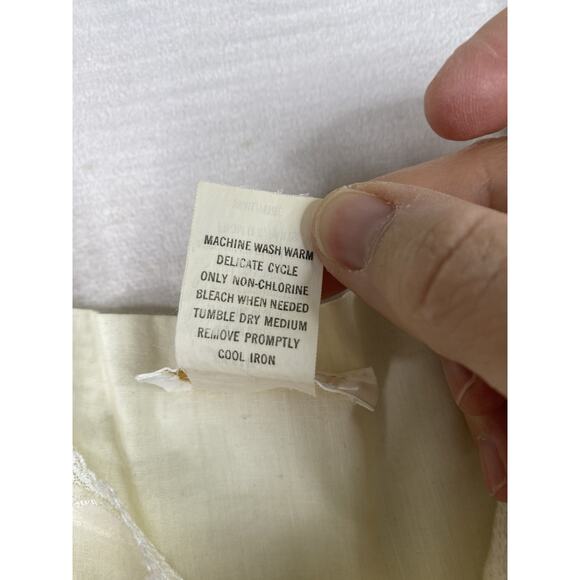 MACHINE WASH WARM
DELICATE CYCLE
ONLY NON-CHLORINE
BLEACH WHEN NEEDED
TUMBLE DRY MEDIUM
REMOVE PROMPTLY
COOL IRON